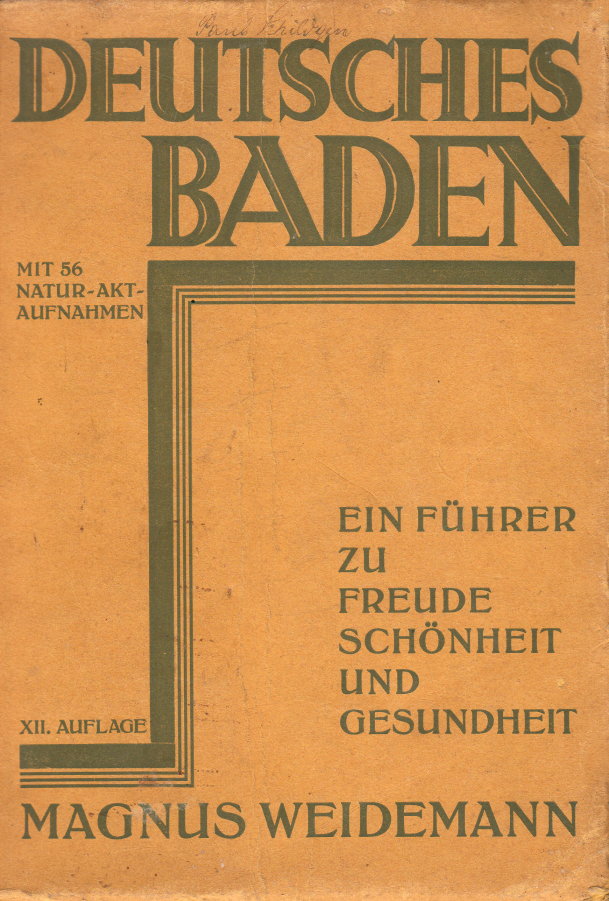 DEUTSCHES
BADEN
MIT 56
NATUR-AKT-
AUFNAHMEN
EIN FÜHRER
ZU
FREUDE
SCHÖNHEIT
UND
GESUNDHEIT
XII. AUFLAGE
MAGNUS WEIDEMANN